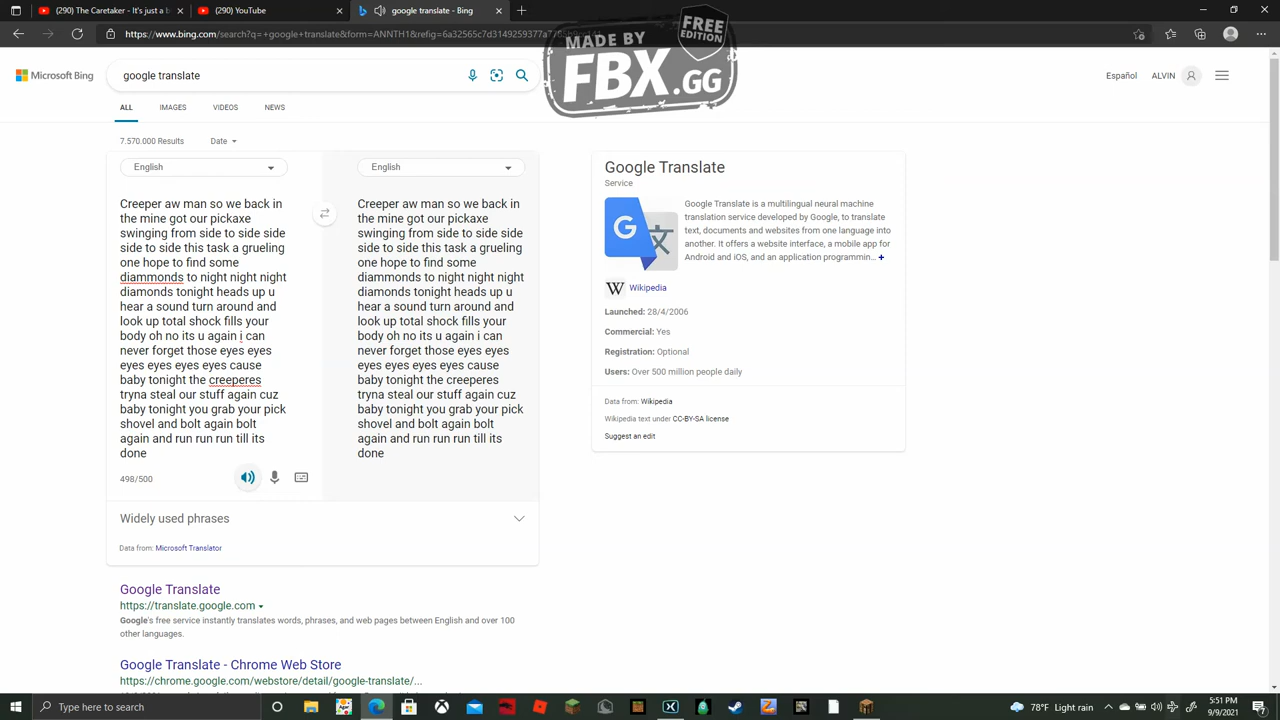 (290) The Caretaker - It's just a b
(290) YouTube
google translate - Bing
https://www.bing.com/search?q=+google+translate&form=ANNTH1&refig=6a32565c7d3149259377a
MADE BY
FREE
EDITION
FBX.gg
Microsoft Bing
google translate
Español
ALVIN
ALL
IMAGES
VIDEOS
NEWS
7.570.000 Results
Date
English
English
Creeper aw man so we back in
the mine got our pickaxe
swinging from side to side side
side to side this task a grueling
one hope to find some
diammonds to night night night
diamonds tonight heads up u
hear a sound turn around and
look up total shock fills your
body oh no its u again i can
never forget those eyes eyes
eyes eyes eyes eyes cause
baby tonight the creeperes
tryna steal our stuff again cuz
baby tonight you grab your pick
shovel and bolt again bolt
again and run run run till its
done
498/500
Creeper aw man so we back in
the mine got our pickaxe
swinging from side to side side
side to side this task a grueling
one hope to find some
diammonds to night night night
diamonds tonight heads up u
hear a sound turn around and
look up total shock fills your
body oh no its u again i can
never forget those eyes eyes
eyes eyes eyes eyes cause
baby tonight the creeperes
tryna steal our stuff again cuz
baby tonight you grab your pick
shovel and bolt again bolt
again and run run run till its
done
Widely used phrases
Data from: Microsoft Translator
Google Translate
https://translate.google.com
Google's free service instantly translates words, phrases, and web pages between English and over 100
other languages.
Google Translate - Chrome Web Store
https://chrome.google.com/webstore/detail/google-translate/...
Google Translate
Service
Google Translate is a multilingual neural machine
translation service developed by Google, to translate
text, documents and websites from one language into
another. It offers a website interface, a mobile app for
Android and iOS, and an application programmin... +
Wikipedia
Launched: 28/4/2006
Commercial: Yes
Registration: Optional
Users: Over 500 million people daily
Data from: Wikipedia
Wikipedia text under CC-BY-SA license
Suggest an edit
Type here to search
78°F Light rain
5:51 PM
9/9/2021